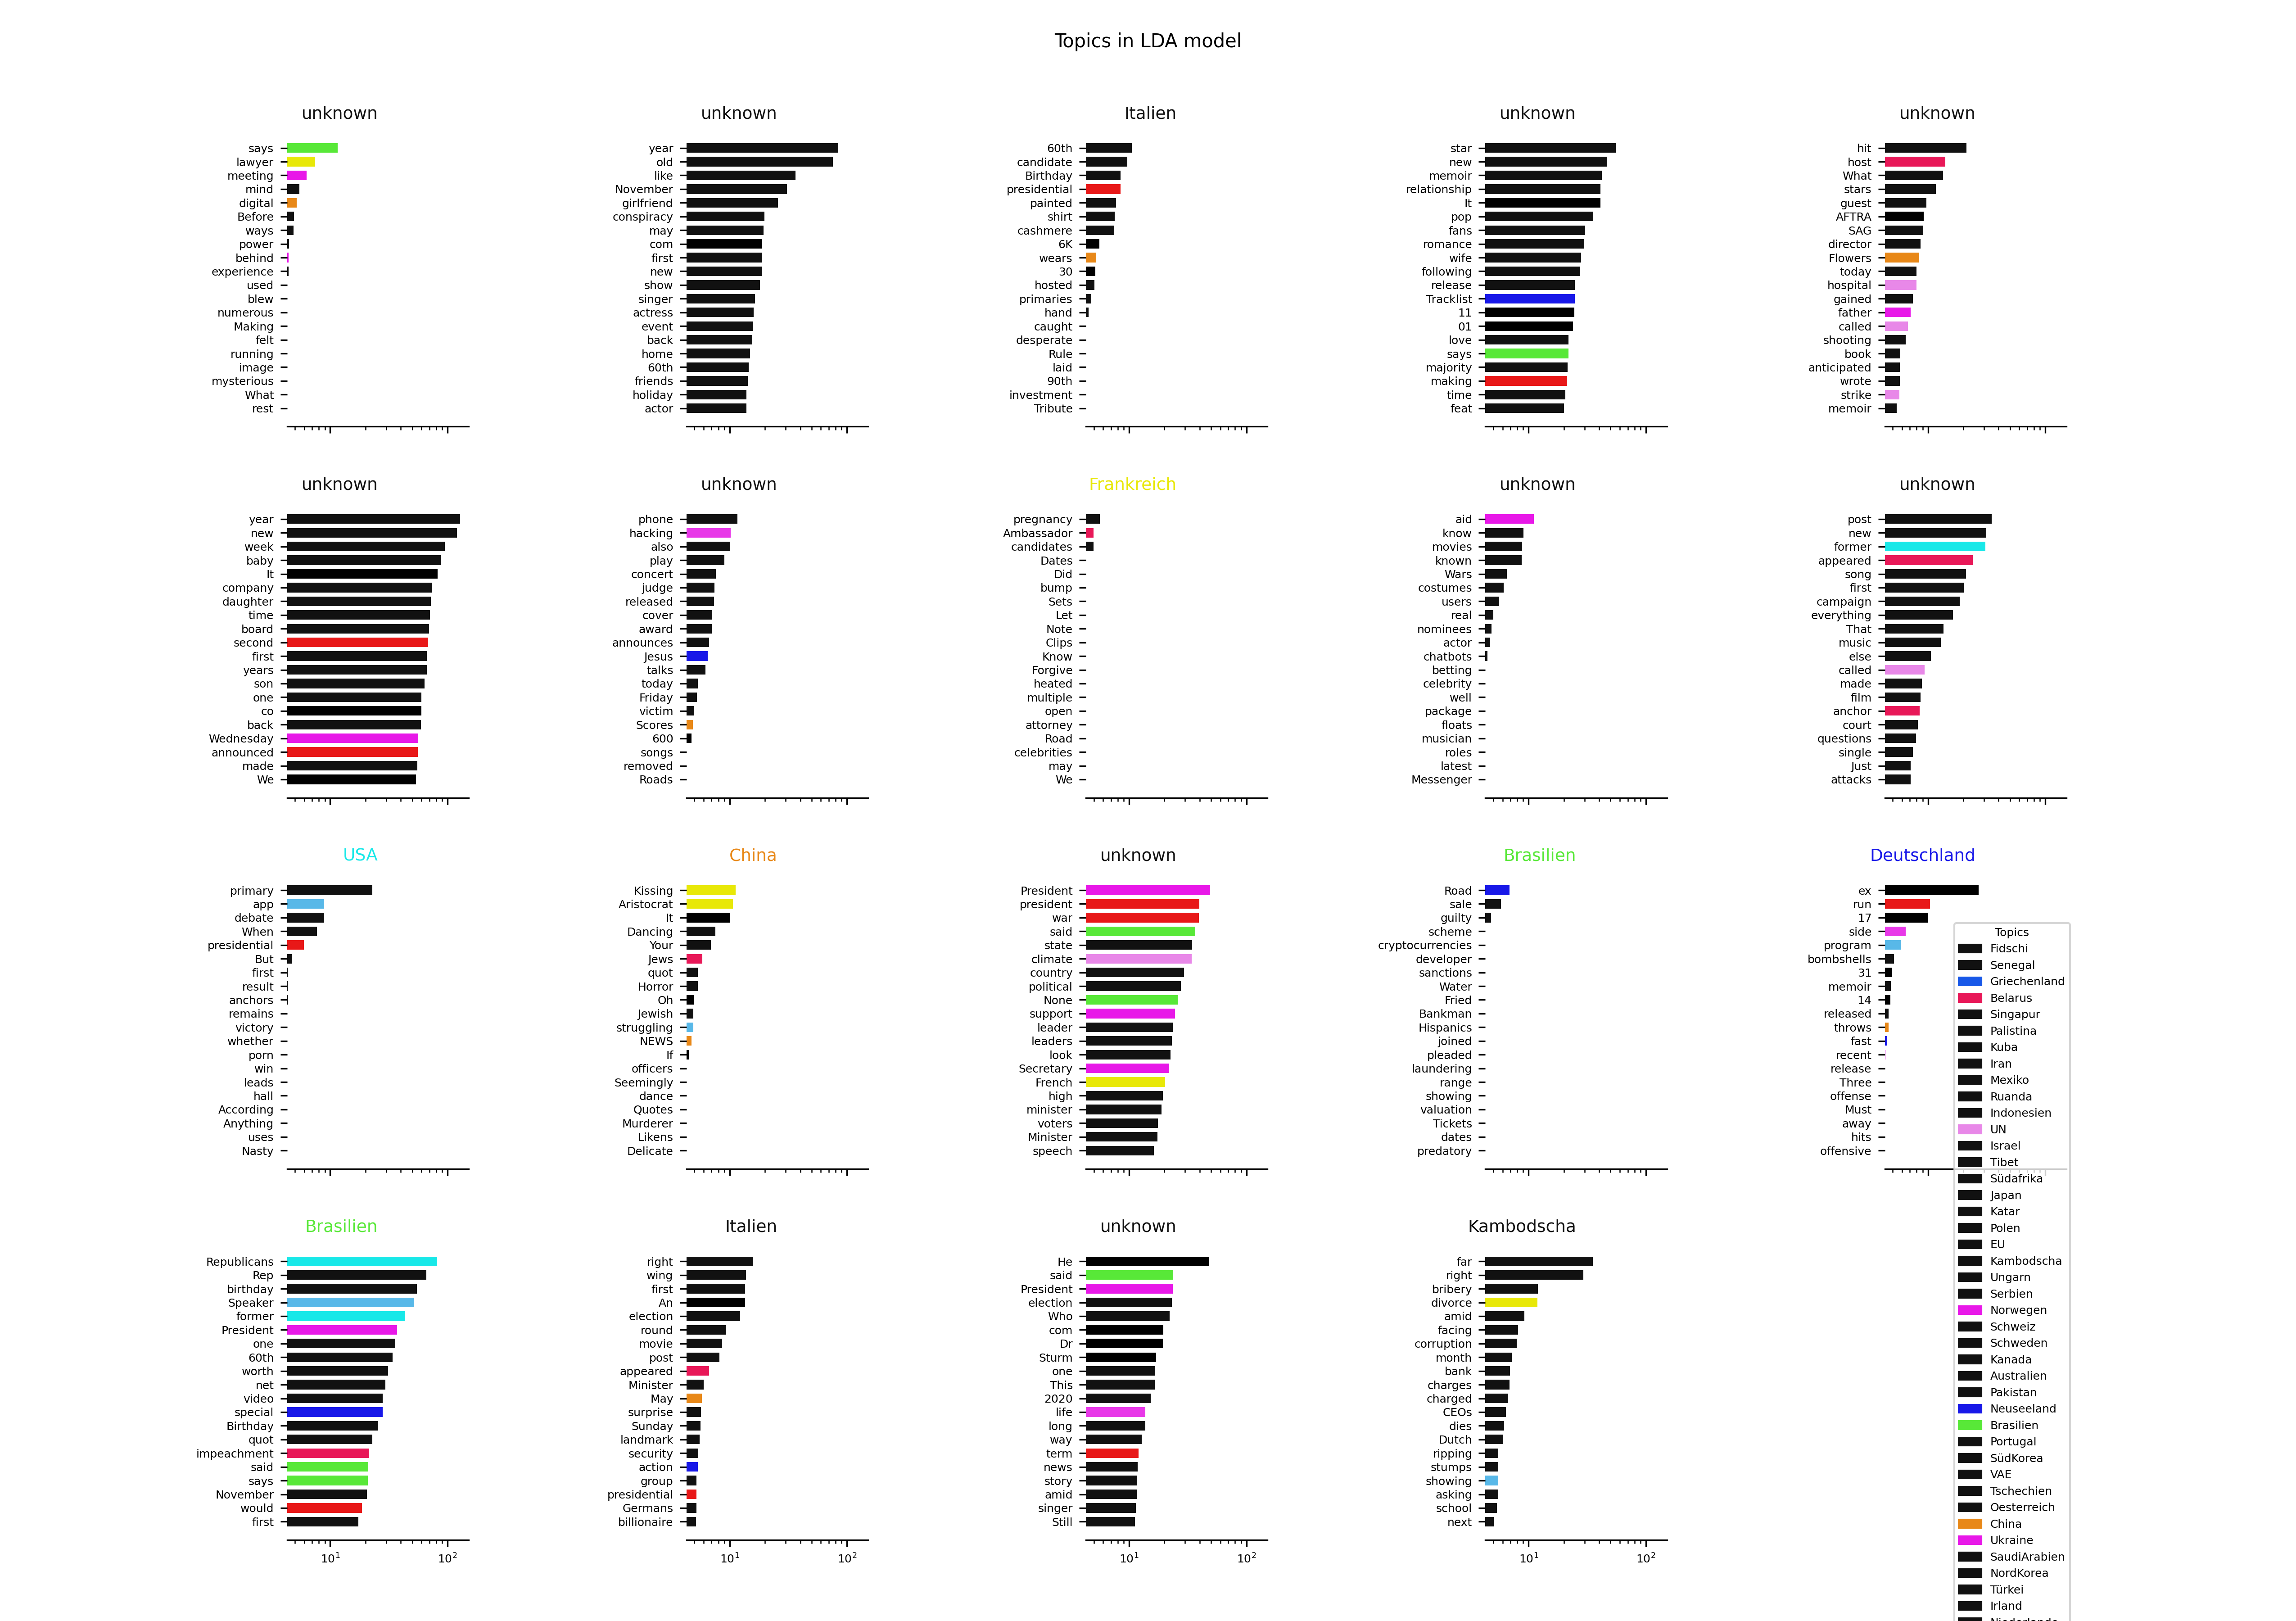 Topics in LDA model
unknown
says
lawyer
meeting
mind
digital
Before
ways
power
behind
experience
used
blew
numerous
Making
felt
running
image
mysterious
What
rest
unknown
year
old
like
November
girlfriend
conspiracy
may
com
first
new
show
singer
actress
event
back
home
60th
friends
holiday
actor
Italien
60th
candidate
Birthday
presidential
painted
shirt
cashmere
6K
wears
30
hosted
primaries
hand
caught
desperate
Rule
laid
90th
investment
Tribute
unknown
star
new
memoir
relationship
It
pop
fans
romance
wife
following
release
Tracklist
11
01
love
says
majority
making
time
feat
unknown
hit
host
What
stars
guest
AFTRA
SAG
director
Flowers
today
hospital
gained
father
called
shooting
book
anticipated
wrote
strike
memoir
unknown
year
new
week
baby
It
company
daughter
time
board
second
first
years
son
one
co
back
Wednesday
announced
made
We
unknown
phone
hacking
also
play
concert
judge
released
cover
award
announces
Jesus
talks
today
Friday
victim
Scores
600
songs
removed
Roads
Frankreich
pregnancy
Ambassador
candidates
Dates
Did
bump
Sets
Let
Note
Clips
Know
Forgive
heated
multiple
open
attorney
Road
celebrities
may
We
unknown
aid
know
movies
known
Wars
costumes
users
real
nominees
actor
chatbots
betting
celebrity
well
package
floats
musician
roles
latest
Messenger
unknown
post
new
former
appeared
song
first
campaign
everything
That
music
else
called
made
film
anchor
court
questions
single
Just
attacks
USA
primary
app
debate
When
presidential
But
first
result
anchors
remains
victory
whether
porn
win
leads
hall
According
Anything
uses
Nasty
China
Kissing
Aristocrat
It
Dancing
Your
Jews
quot
Horror
Oh
Jewish
struggling
NEWS
If
officers
Seemingly
dance
Quotes
Murderer
Likens
Delicate
unknown
President
president
war
said
state
climate
country
political
None
support
leader
leaders
look
Secretary
French
high
minister
voters
Minister
speech
Brasilien
Road
sale
guilty
scheme
cryptocurrencies
developer
sanctions
Water
Fried
Bankman
Hispanics
joined
pleaded
laundering
range
showing
valuation
Tickets
dates
predatory
Deutschland
ex
run
17
side
program
bombshells
31
memoir
14
released
throws
fast
recent
release
Three
offense
Must
away
hits
offensive
Brasilien
Republicans
Rep
birthday
Speaker
former
President
one
60th
worth
net
video
special
Birthday
quot
impeachment
said
says
November
would
first
10¹ 10²
Italien
right
wing
first
An
election
round
movie
post
appeared
Minister
May
surprise
Sunday
landmark
security
action
group
presidential
Germans
billionaire
10¹ 10²
unknown
He
said
President
election
Who
com
Dr
Sturm
one
This
2020
life
long
way
term
news
story
amid
singer
Still
10¹ 10²
Kambodscha
far
right
bribery
divorce
amid
facing
corruption
month
bank
charges
charged
CEOs
dies
Dutch
ripping
stumps
showing
asking
school
next
10¹ 10²
Topics
Fidschi
Senegal
Griechenland
Belarus
Singapur
Palistina
Kuba
Iran
Mexiko
Ruanda
Indonesien
UN
Israel
Tibet
Südafrika
Japan
Katar
Polen
EU
Kambodscha
Ungarn
Serbien
Norwegen
Schweiz
Schweden
Kanada
Australien
Pakistan
Neuseeland
Brasilien
Portugal
SüdKorea
VAE
Tschechien
Oesterreich
China
Ukraine
SaudiArabien
NordKorea
Türkei
Irland